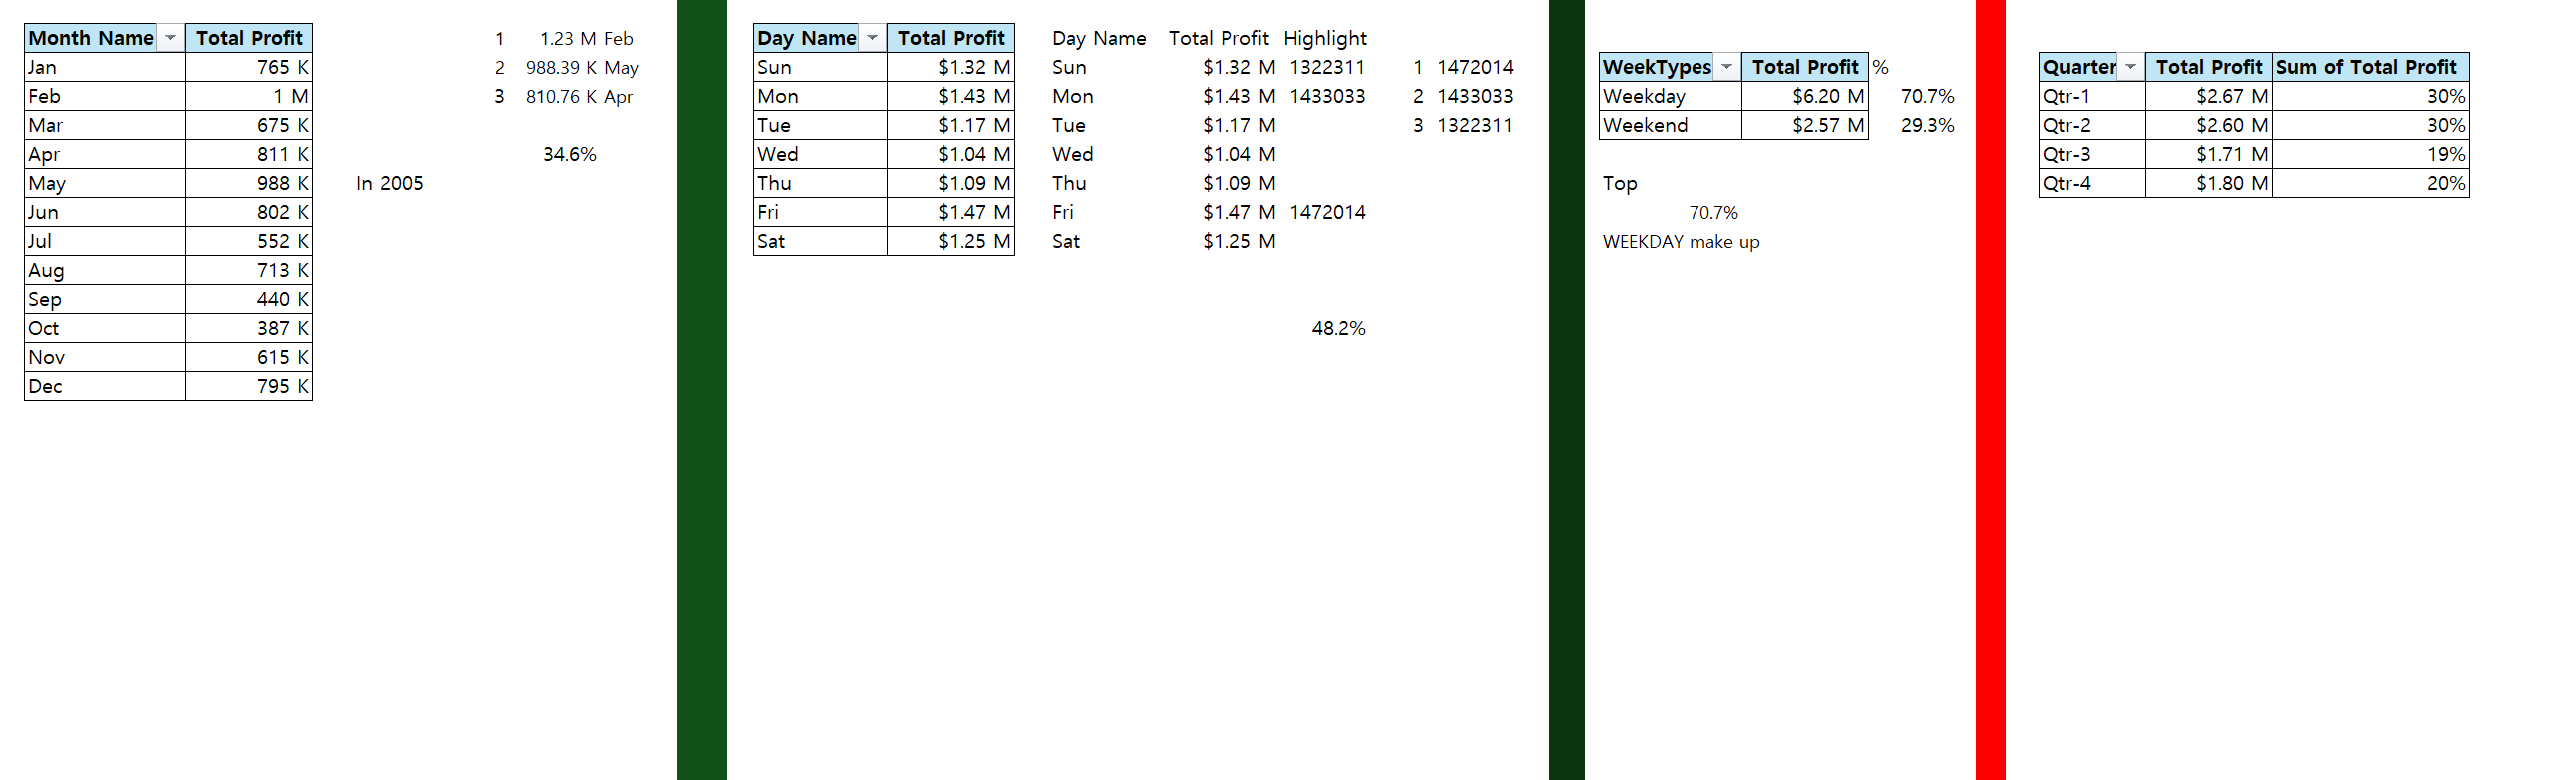 Month Name Total Profit
Jan 765 K
Feb 1 M
Mar 675 K
Apr 811 K
May 988 K
Jun 802 K
Jul 552 K
Aug 713 K
Sep 440 K
Oct 387 K
Nov 615 K
Dec 795 K
1 1.23 M Feb
2 988.39 K May
3 810.76 K Apr
34.6%
In 2005
Day Name Total Profit
Sun $1.32 M
Mon $1.43 M
Tue $1.17 M
Wed $1.04 M
Thu $1.09 M
Fri $1.47 M
Sat $1.25 M
Day Name Total Profit Highlight
Sun $1.32 M 1322311
Mon $1.43 M 1433033
Tue $1.17 M
Wed $1.04 M
Thu $1.09 M
Fri $1.47 M 1472014
Sat $1.25 M
48.2%
1 1472014
2 1433033
3 1322311
WeekTypes Total Profit %
Weekday $6.20 M 70.7%
Weekend $2.57 M 29.3%
Top
70.7%
WEEKDAY make up
Quarter Total Profit Sum of Total Profit
Qtr-1 $2.67 M 30%
Qtr-2 $2.60 M 30%
Qtr-3 $1.71 M 19%
Qtr-4 $1.80 M 20%